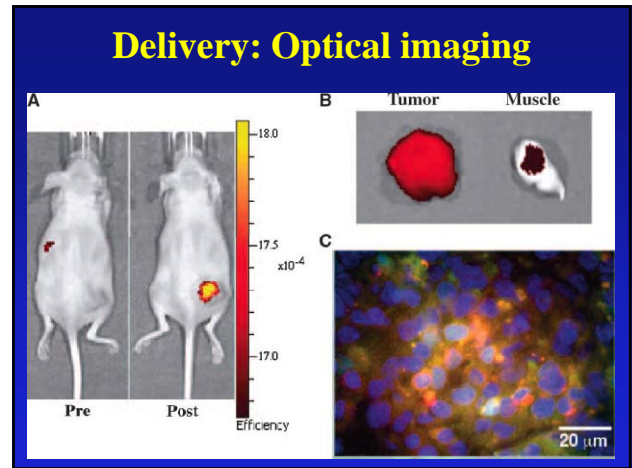 Delivery: Optical imaging
A
Pre
Post
18.0
17.5
x10⁻⁴
17.0
Efficiency
B
Tumor
Muscle
C
20 µm